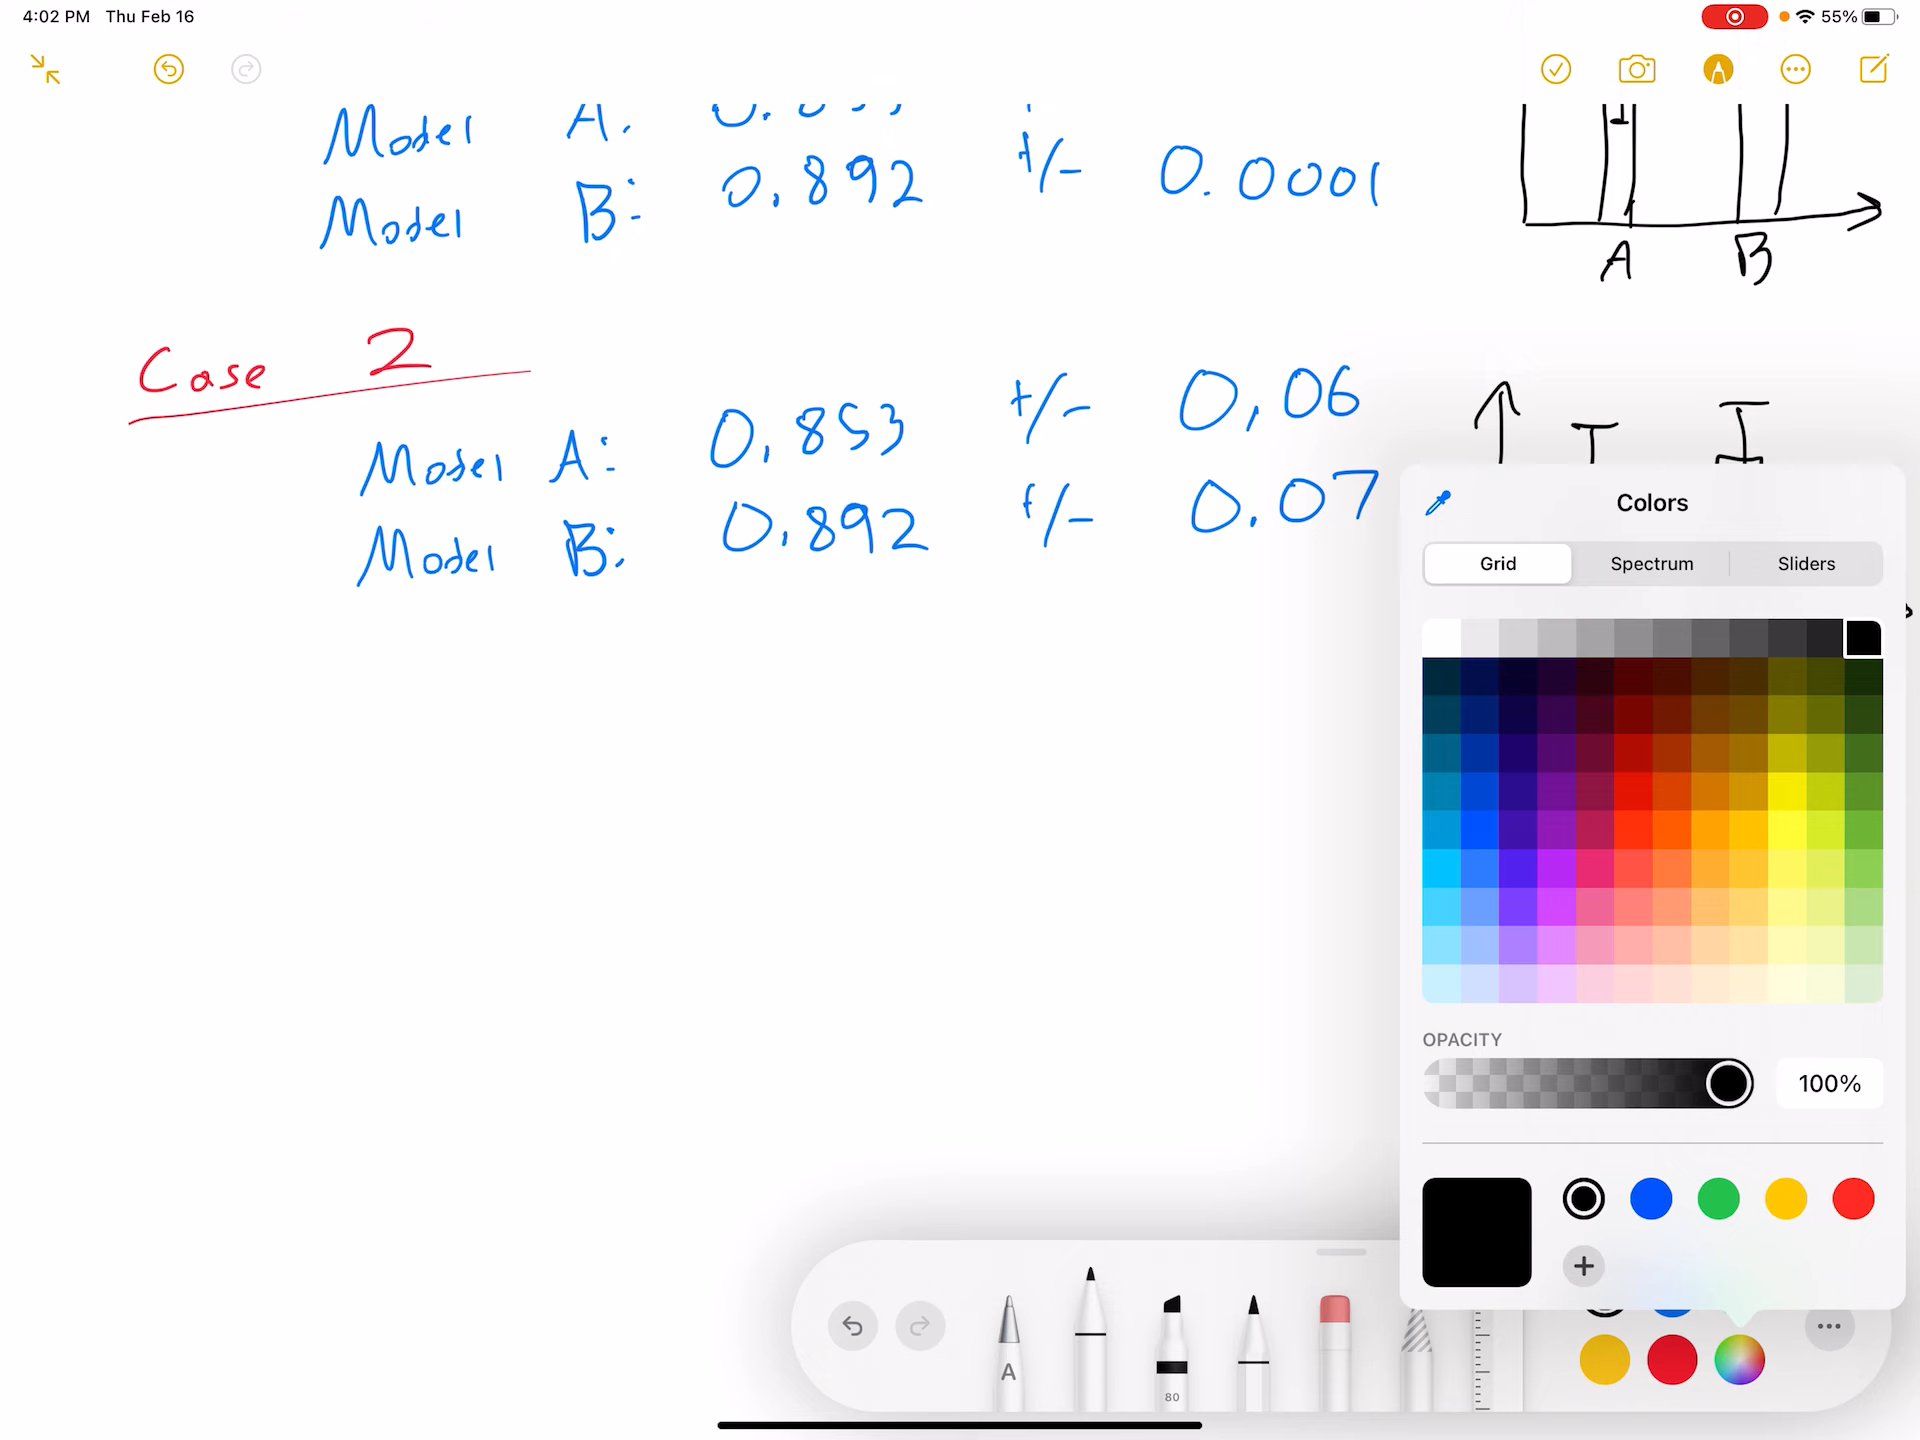 4:02 PM Thu Feb 16
55%
Model A:
Model B: 0.892 +/- 0.0001
A B
Case 2
Model A: 0.853 +/- 0.06
Model B: 0.892 +/- 0.07
Colors
Grid Spectrum Sliders
OPACITY
100%
A
80